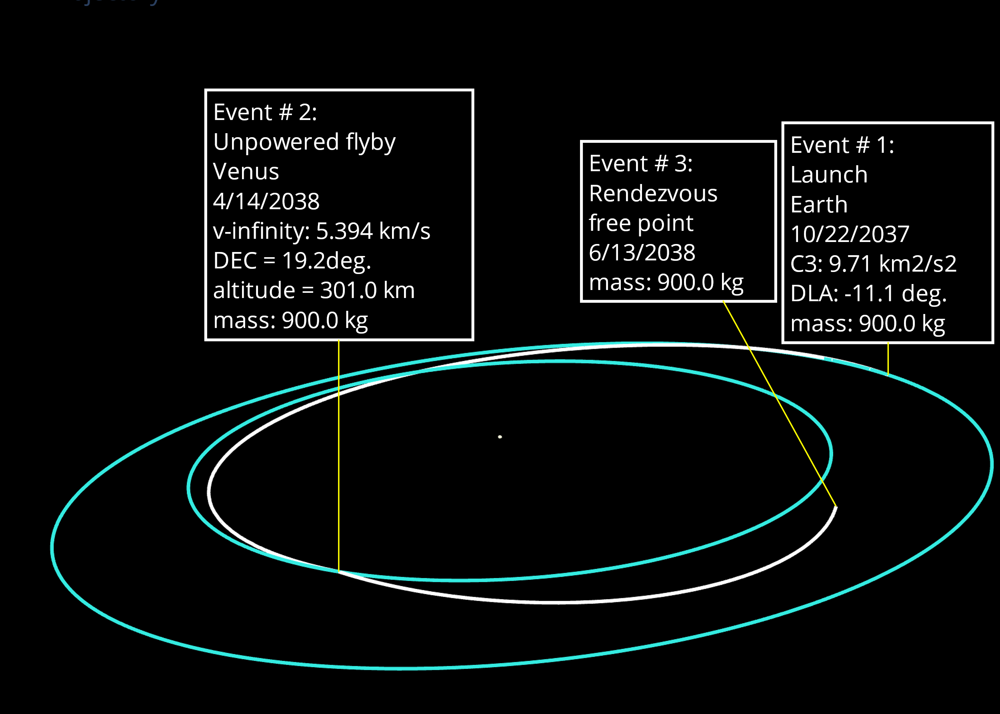 Event # 2:
Unpowered flyby
Venus
4/14/2038
v-infinity: 5.394 km/s
DEC = 19.2deg.
altitude = 301.0 km
mass: 900.0 kg
Event # 3:
Rendezvous
free point
6/13/2038
mass: 900.0 kg
Event # 1:
Launch
Earth
10/22/2037
C3: 9.71 km2/s2
DLA: -11.1 deg.
mass: 900.0 kg